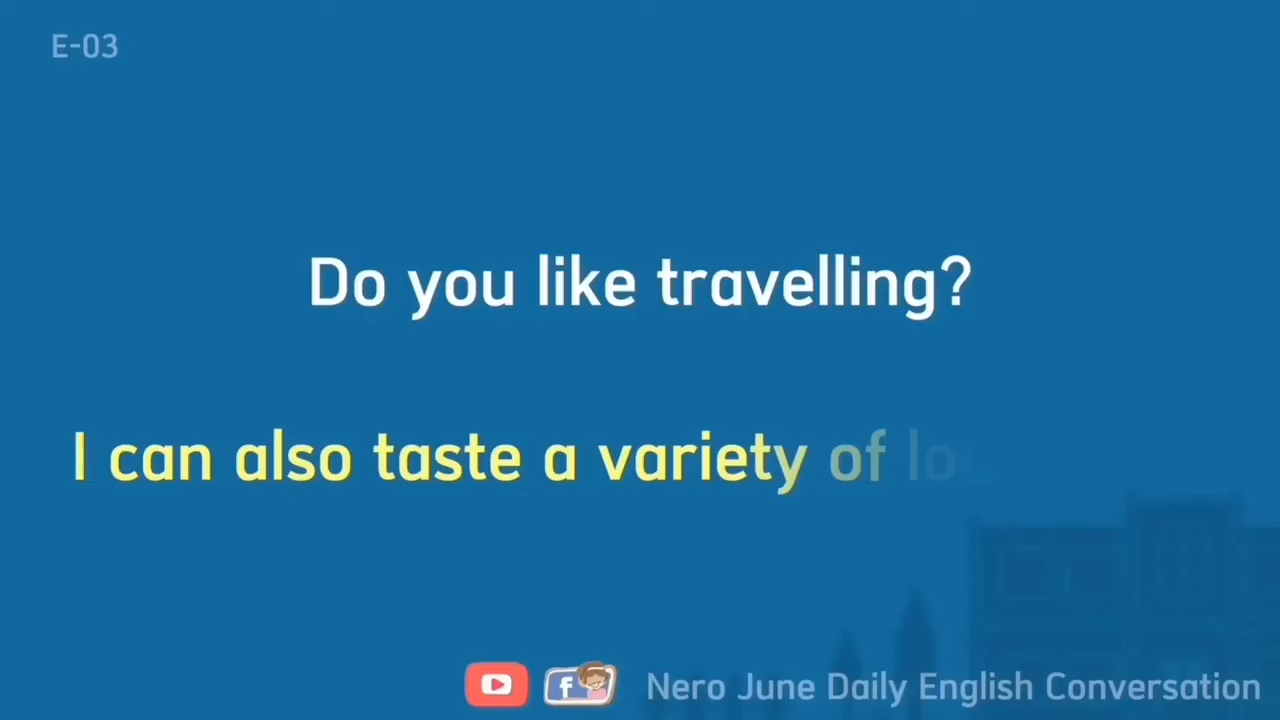 E-03
Do you like travelling?
I can also taste a variety of
Nero June Daily English Conversation